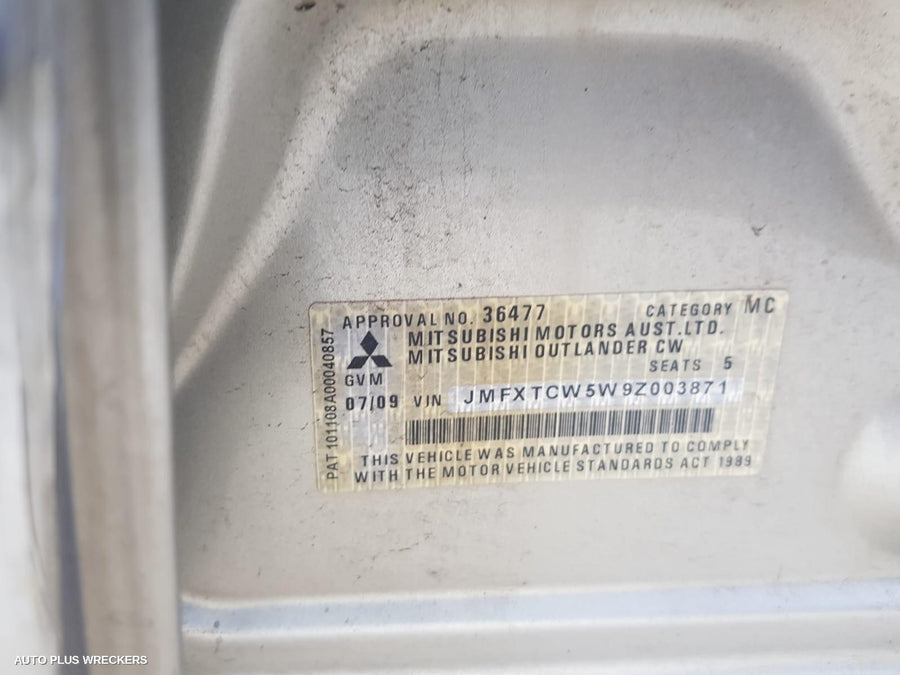 APPROVAL NO. 36477 CATEGORY MC
MITSUBISHI MOTORS AUST.LTD.
MITSUBISHI OUTLANDER CW
SEATS 5
GVM
07/09 VIN JMFXTCW5W9Z003871
THIS VEHICLE WAS MANUFACTURED TO COMPLY
WITH THE MOTOR VEHICLE STANDARDS ACT 1989
PAT 101108A00040857
AUTO PLUS WRECKERS